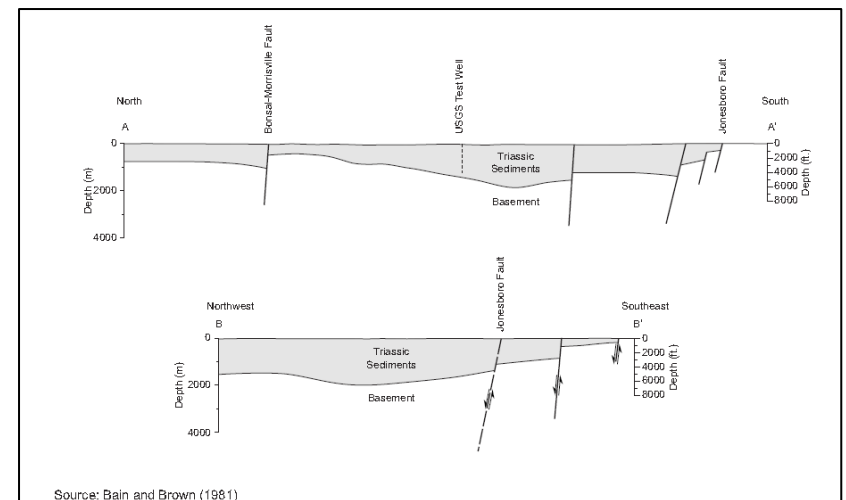 Bonsal-Morrisville Fault
USGS Test Well
Jonesboro Fault
North
South
A
A'
0
2000
4000
Depth (m)
Triassic
Sediments
Basement
0
2000
4000
6000
8000
Depth (ft.)
Jonesboro Fault
Northwest
Southeast
B
B'
0
2000
4000
Depth (m)
Triassic
Sediments
Basement
0
2000
4000
6000
8000
Depth (ft.)
Source: Bain and Brown (1981)